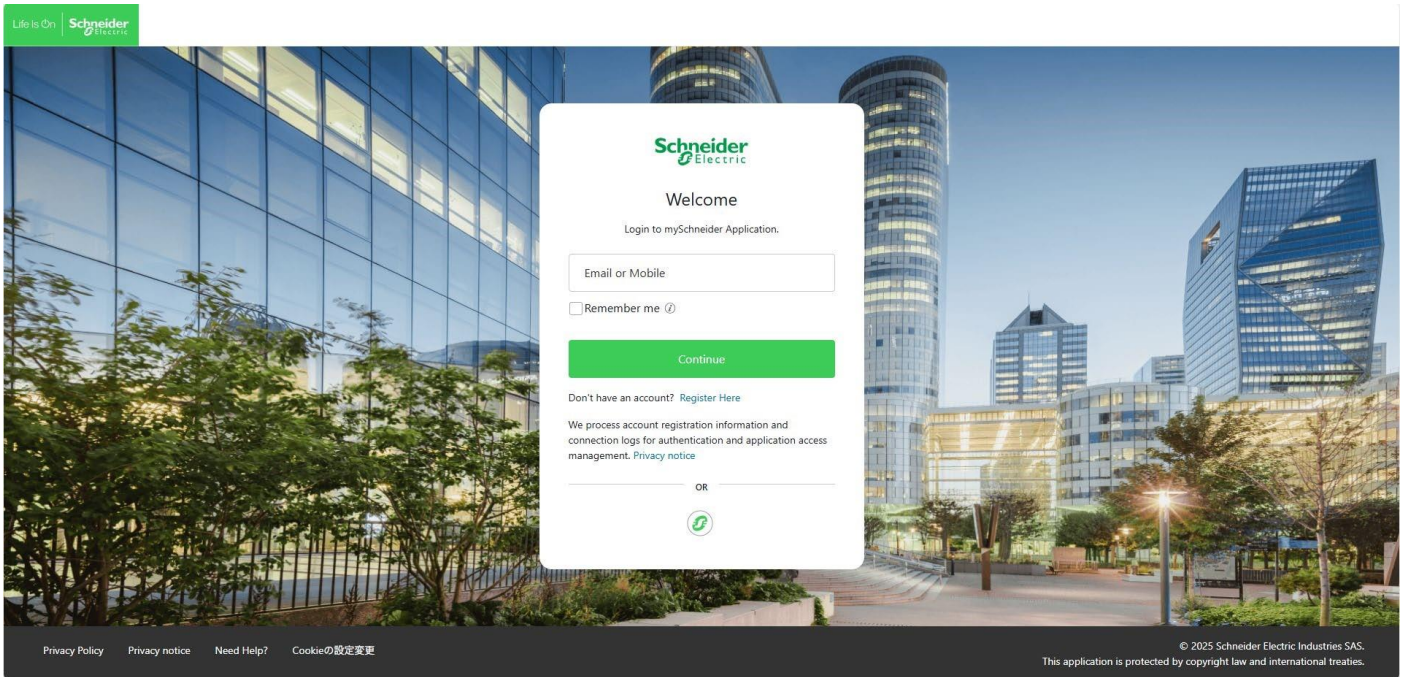 Life Is On | Schneider Electric
Schneider
Electric
Welcome
Login to mySchneider Application.
Email or Mobile
Remember me
Continue
Don't have an account? Register Here
We process account registration information and
connection logs for authentication and application access
management. Privacy notice
OR
Privacy Policy Privacy notice Need Help? Cookieの設定変更
© 2025 Schneider Electric Industries SAS.
This application is protected by copyright law and international treaties.